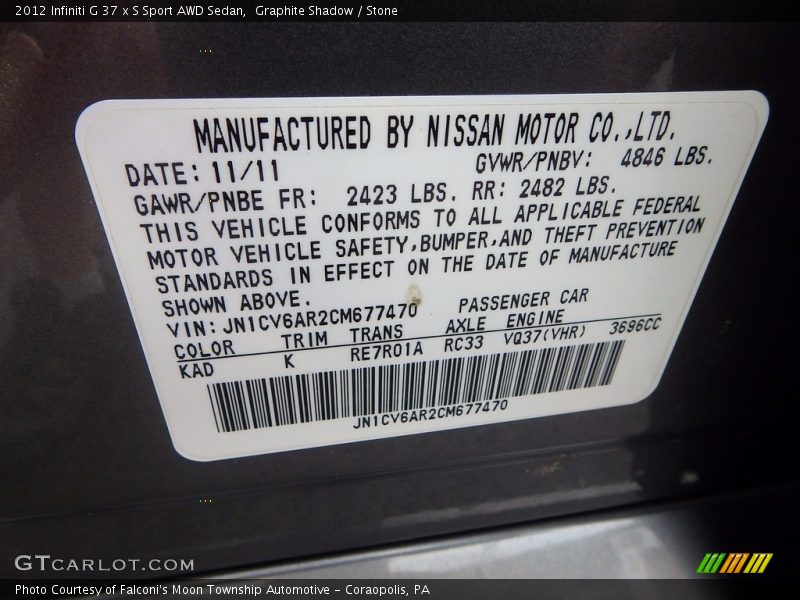 2012 Infiniti G 37 x S Sport AWD Sedan,  Graphite Shadow / Stone
MANUFACTURED BY NISSAN MOTOR CO.,LTD.
DATE: 11/11 GVWR/PNBV: 4846 LBS.
GAWR/PNBE FR: 2423 LBS. RR: 2482 LBS.
THIS VEHICLE CONFORMS TO ALL APPLICABLE FEDERAL
MOTOR VEHICLE SAFETY,BUMPER,AND THEFT PREVENTION
STANDARDS IN EFFECT ON THE DATE OF MANUFACTURE
SHOWN ABOVE.
VIN: JN1CV6AR2CM677470 PASSENGER CAR
COLOR TRIM TRANS AXLE ENGINE
KAD K RE7R01A RC33 VQ37(VHR) 3696CC
JN1CV6AR2CM677470
GTCARLOT.COM
Photo Courtesy of Falconi's Moon Township Automotive – Coraopolis, PA